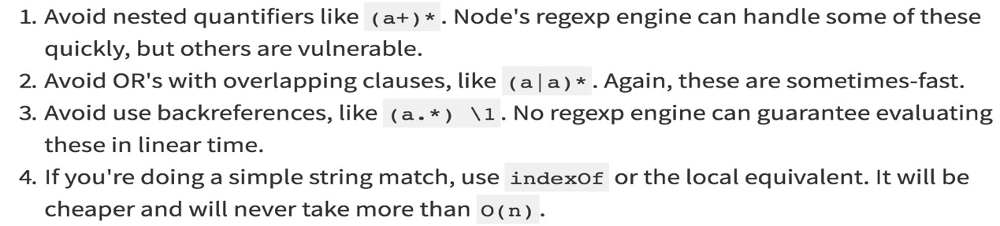 1. Avoid nested quantifiers like (a+)*. Node's regexp engine can handle some of these
quickly, but others are vulnerable.
2. Avoid OR's with overlapping clauses, like (a|a)*. Again, these are sometimes-fast.
3. Avoid use backreferences, like (a.*) \1. No regexp engine can guarantee evaluating
these in linear time.
4. If you're doing a simple string match, use indexOf or the local equivalent. It will be
cheaper and will never take more than O(n).